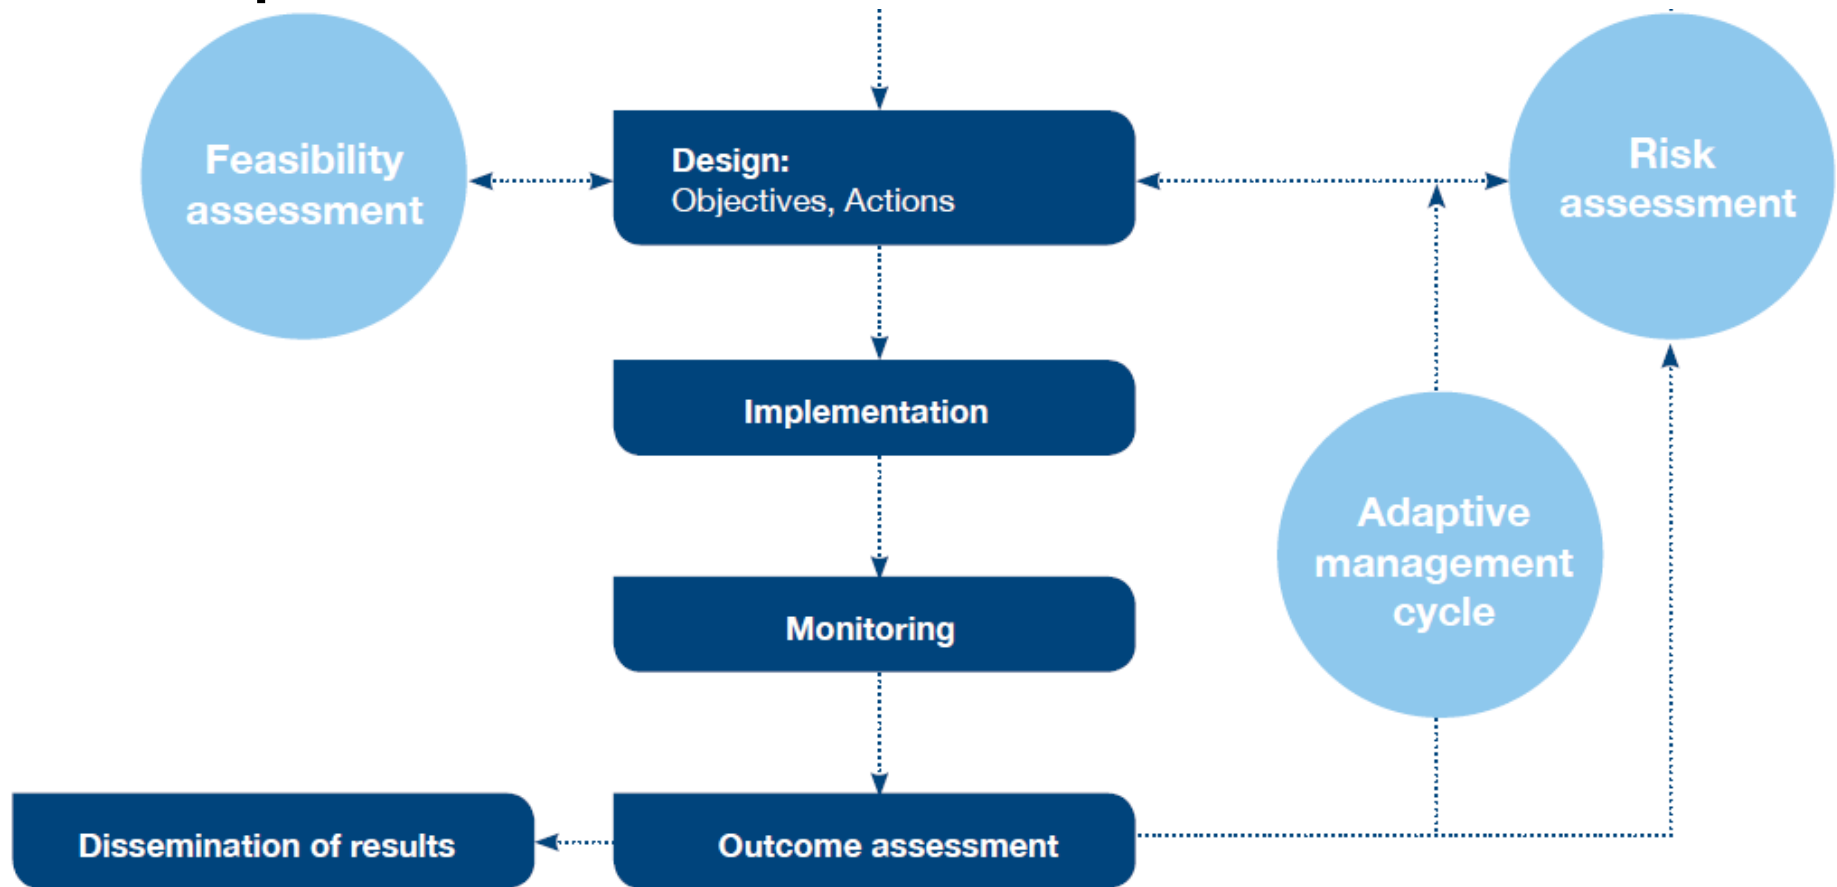 Feasibility
assessment
Design:
Objectives, Actions
Risk
assessment
Implementation
Adaptive
management
cycle
Monitoring
Dissemination of results
Outcome assessment